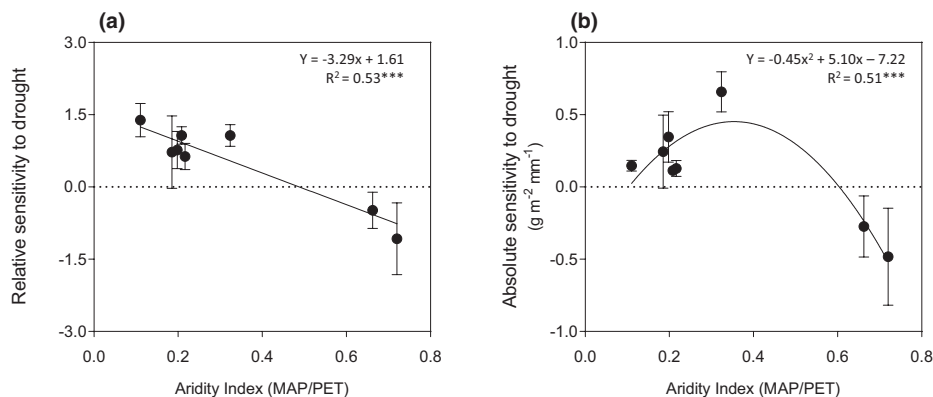 (a)
Y = -3.29x + 1.61
R² = 0.53***
Relative sensitivity to drought
3.0
1.5
0.0
-1.5
-3.0
0.0 0.2 0.4 0.6 0.8
Aridity Index (MAP/PET)
(b)
Y = -0.45x² + 5.10x – 7.22
R² = 0.51***
Absolute sensitivity to drought
(g m⁻² mm⁻¹)
1.0
0.5
0.0
-0.5
-1.0
0.0 0.2 0.4 0.6 0.8
Aridity Index (MAP/PET)